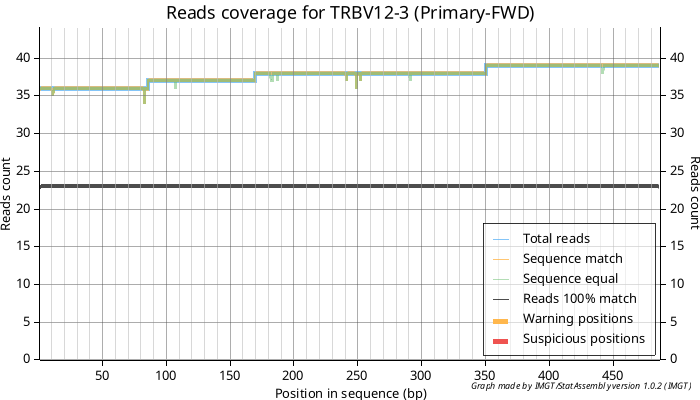 Reads coverage for TRBV12-3 (Primary-FWD)
40 40
35 35
30 30
25 25
20 20
15 15
10 10
5 5
0 0
Reads count
Reads count
Total reads
Sequence match
Sequence equal
Reads 100% match
Warning positions
Suspicious positions
50 100 150 200 250 300 350 400 450
Position in sequence (bp)
Graph made by IMGT/StatAssembly version 1.0.2 (IMGT)